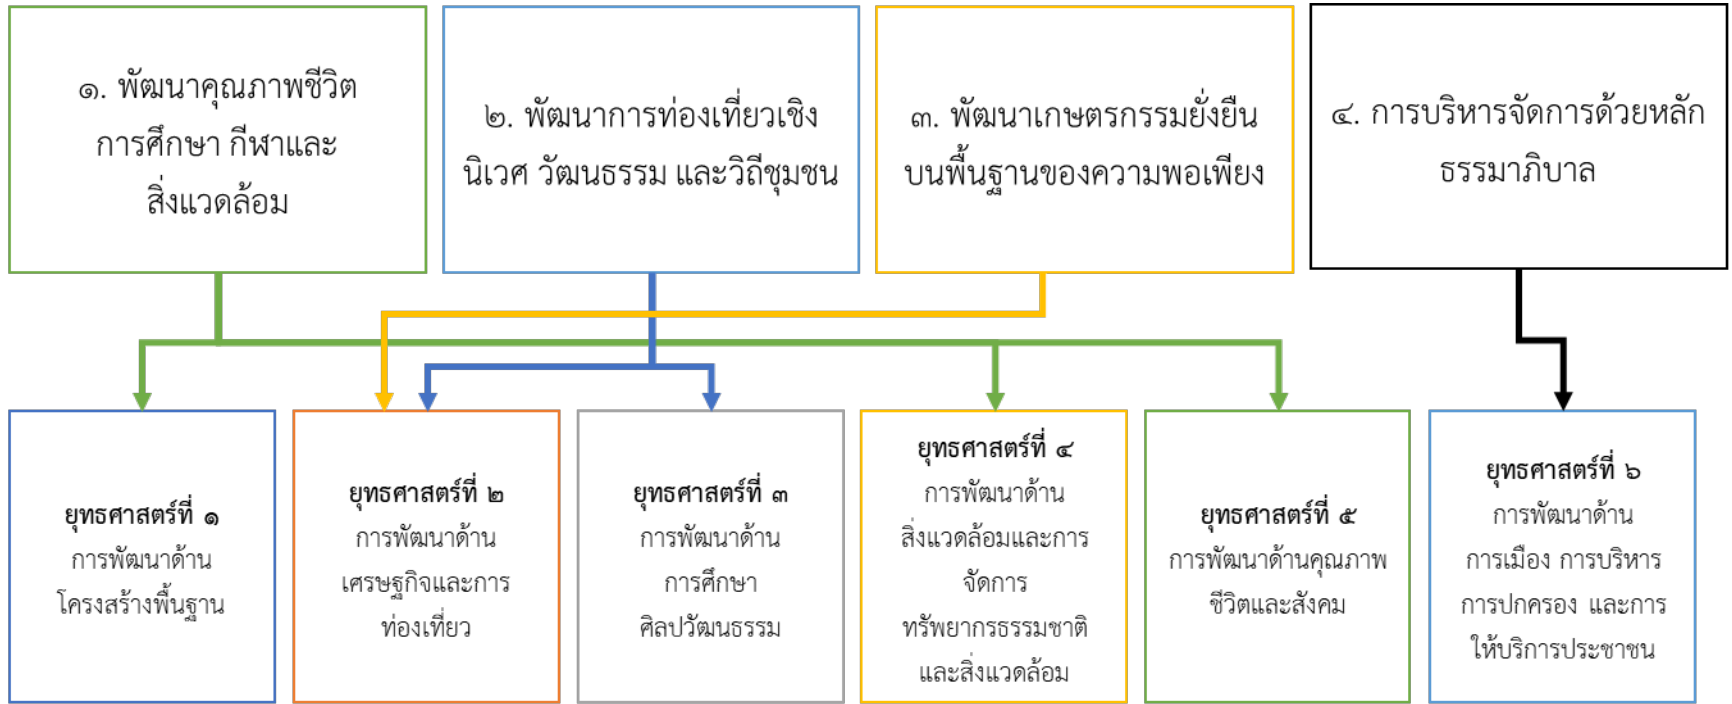 ๑. พัฒนาคุณภาพชีวิต
การศึกษา กีฬาและ
สิ่งแวดล้อม
๒. พัฒนาการท่องเที่ยวเชิง
นิเวศ วัฒนธรรม และวิถีชุมชน
๓. พัฒนาเกษตรกรรมยั่งยืน
บนพื้นฐานของความพอเพียง
๔. การบริหารจัดการด้วยหลัก
ธรรมาภิบาล
ยุทธศาสตร์ที่ ๑
การพัฒนาด้าน
โครงสร้างพื้นฐาน
ยุทธศาสตร์ที่ ๒
การพัฒนาด้าน
เศรษฐกิจและการ
ท่องเที่ยว
ยุทธศาสตร์ที่ ๓
การพัฒนาด้าน
การศึกษา
ศิลปวัฒนธรรม
ยุทธศาสตร์ที่ ๔
การพัฒนาด้าน
สิ่งแวดล้อมและการ
จัดการ
ทรัพยากรธรรมชาติ
และสิ่งแวดล้อม
ยุทธศาสตร์ที่ ๕
การพัฒนาด้านคุณภาพ
ชีวิตและสังคม
ยุทธศาสตร์ที่ ๖
การพัฒนาด้าน
การเมือง การบริหาร
การปกครอง และการ
ให้บริการประชาชน